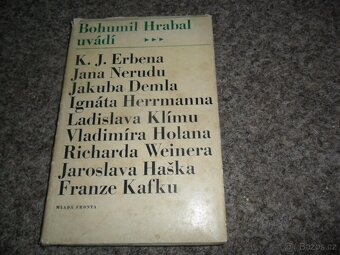 Bohumil Hrabal
uvádí ▸▸▸
K. J. Erbena
Jana Nerudu
Jakuba Demla
Ignáta Herrmanna
Ladislava Klímu
Vladimíra Holana
Richarda Weinera
Jaroslava Haška
Franze Kafku
MLADÁ FRONTA